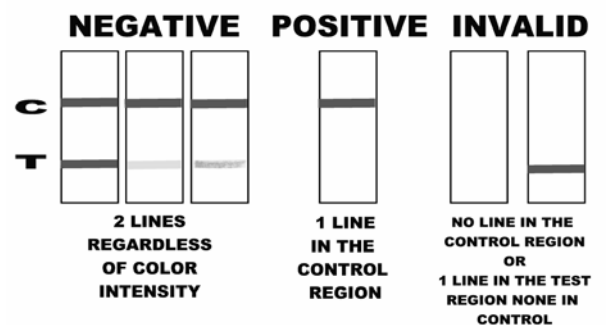 NEGATIVE POSITIVE INVALID
C
T
2 LINES
REGARDLESS
OF COLOR
INTENSITY
1 LINE
IN THE
CONTROL
REGION
NO LINE IN THE
CONTROL REGION
OR
1 LINE IN THE TEST
REGION NONE IN
CONTROL